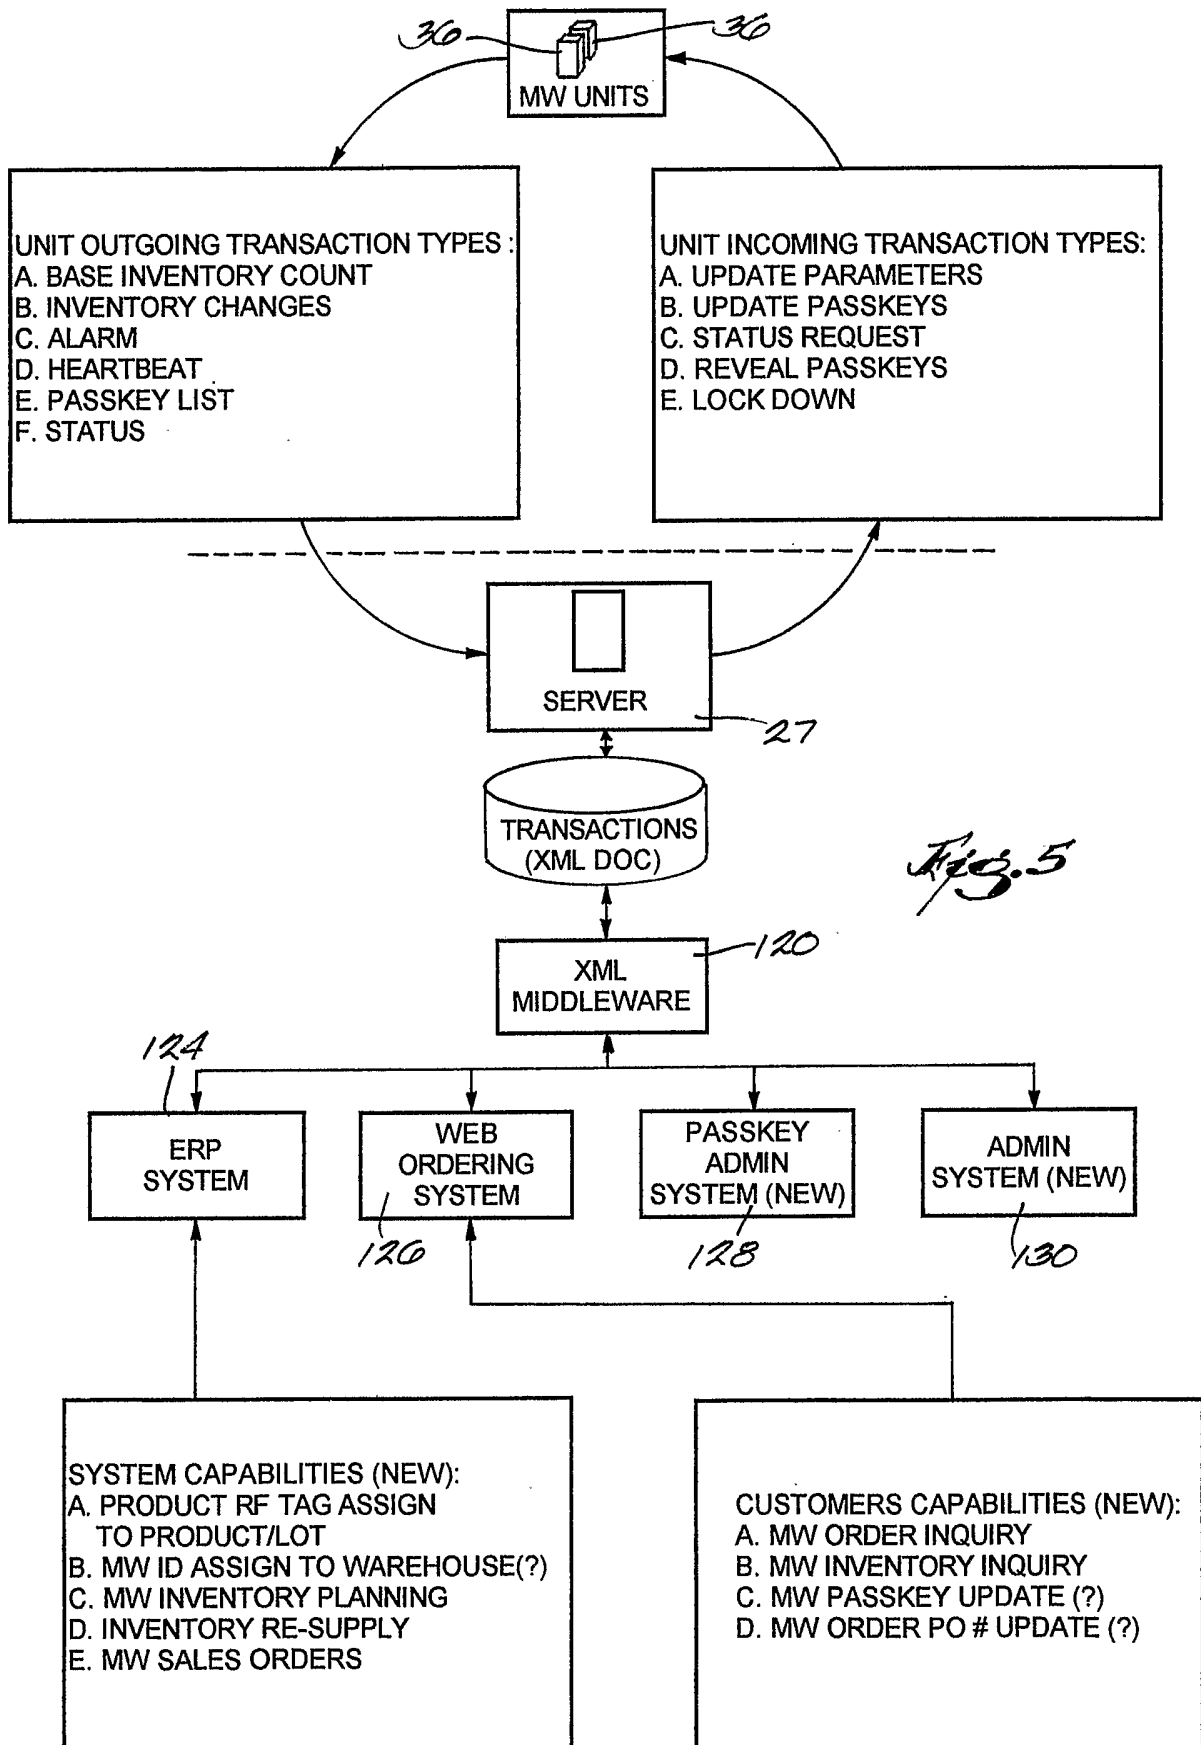 36
36
MW UNITS
UNIT OUTGOING TRANSACTION TYPES :
A. BASE INVENTORY COUNT
B. INVENTORY CHANGES
C. ALARM
D. HEARTBEAT
E. PASSKEY LIST
F. STATUS
UNIT INCOMING TRANSACTION TYPES:
A. UPDATE PARAMETERS
B. UPDATE PASSKEYS
C. STATUS REQUEST
D. REVEAL PASSKEYS
E. LOCK DOWN
SERVER
27
TRANSACTIONS
(XML DOC)
Fig. 5
120
XML
MIDDLEWARE
124
ERP
SYSTEM
WEB
ORDERING
SYSTEM
126
PASSKEY
ADMIN
SYSTEM (NEW)
128
ADMIN
SYSTEM (NEW)
130
SYSTEM CAPABILITIES (NEW):
A. PRODUCT RF TAG ASSIGN
TO PRODUCT/LOT
B. MW ID ASSIGN TO WAREHOUSE(?)
C. MW INVENTORY PLANNING
D. INVENTORY RE-SUPPLY
E. MW SALES ORDERS
CUSTOMERS CAPABILITIES (NEW):
A. MW ORDER INQUIRY
B. MW INVENTORY INQUIRY
C. MW PASSKEY UPDATE (?)
D. MW ORDER PO # UPDATE (?)